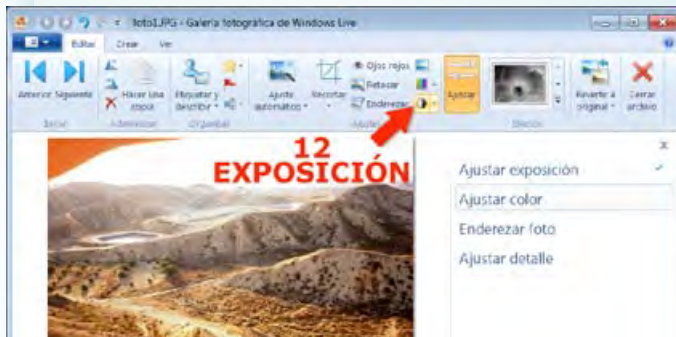 foto1.JPG - Galería fotográfica de Windows Live
Editar Crear Ver
Anterior Siguiente
Hacer una copia
Etiquetar y describir
Ajuste automático
Recortar
Ojos rojos
Retocar
Enderezar
Ajustar
Revertir a original
Cerrar archivo
Organizar
12
EXPOSICIÓN
Ajustar exposición
Ajustar color
Enderezar foto
Ajustar detalle